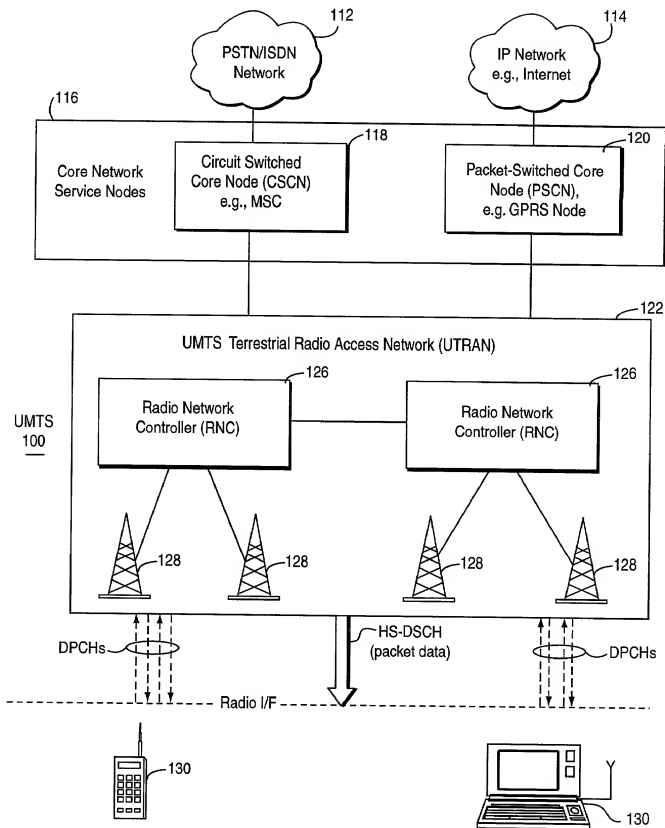 112
PSTN/ISDN
Network
114
IP Network
e.g., Internet
116
Core Network
Service Nodes
118
Circuit Switched
Core Node (CSCN)
e.g., MSC
120
Packet-Switched Core
Node (PSCN),
e.g. GPRS Node
122
UMTS Terrestrial Radio Access Network (UTRAN)
126
Radio Network
Controller (RNC)
126
Radio Network
Controller (RNC)
UMTS
100
128
128
128
128
DPCHs
HS-DSCH
(packet data)
DPCHs
Radio I/F
130
130